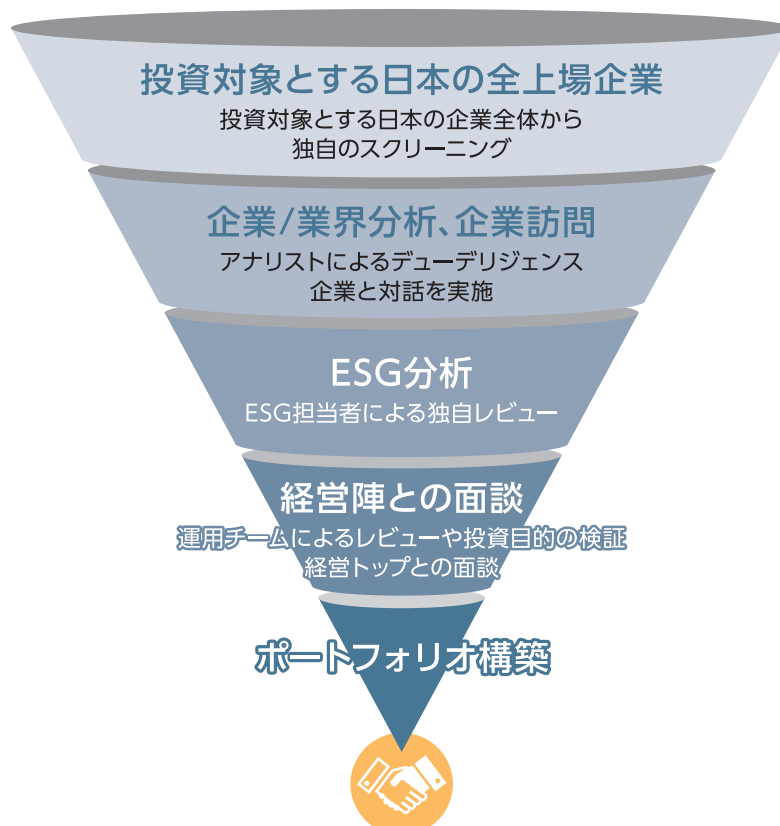 投資対象とする日本の全上場企業
投資対象とする日本の企業全体から
独自のスクリーニング
企業/業界分析、企業訪問
アナリストによるデューデリジェンス
企業と対話を実施
ESG分析
ESG担当者による独自レビュー
経営陣との面談
運用チームによるレビューや投資目的の検証
経営トップとの面談
ポートフォリオ構築